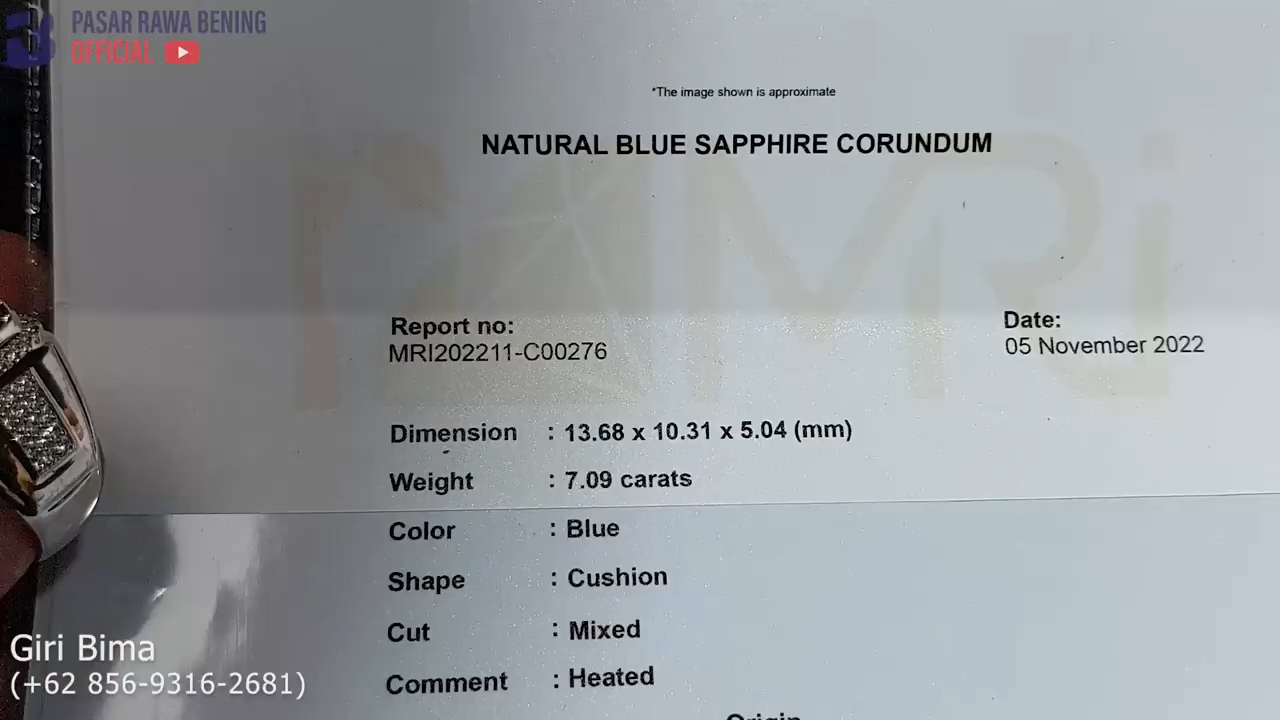 PASAR RAWA BENING
OFFICIAL
*The image shown is approximate
NATURAL BLUE SAPPHIRE CORUNDUM
MRi
Report no:
MRI202211-C00276
Date:
05 November 2022
Dimension : 13.68 x 10.31 x 5.04 (mm)
Weight : 7.09 carats
Color : Blue
Shape : Cushion
Cut : Mixed
Comment : Heated
Origin
Giri Bima
(+62 856-9316-2681)